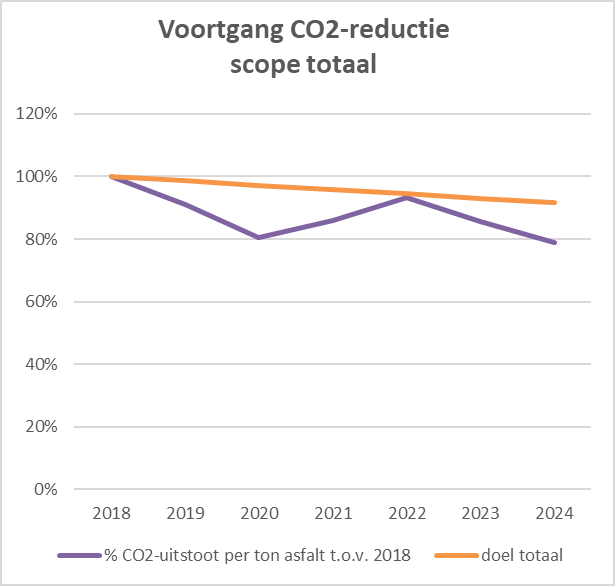 Voortgang CO2-reductie
scope totaal
120%
100%
80%
60%
40%
20%
0%
2018 2019 2020 2021 2022 2023 2024
% CO2-uitstoot per ton asfalt t.o.v. 2018 doel totaal